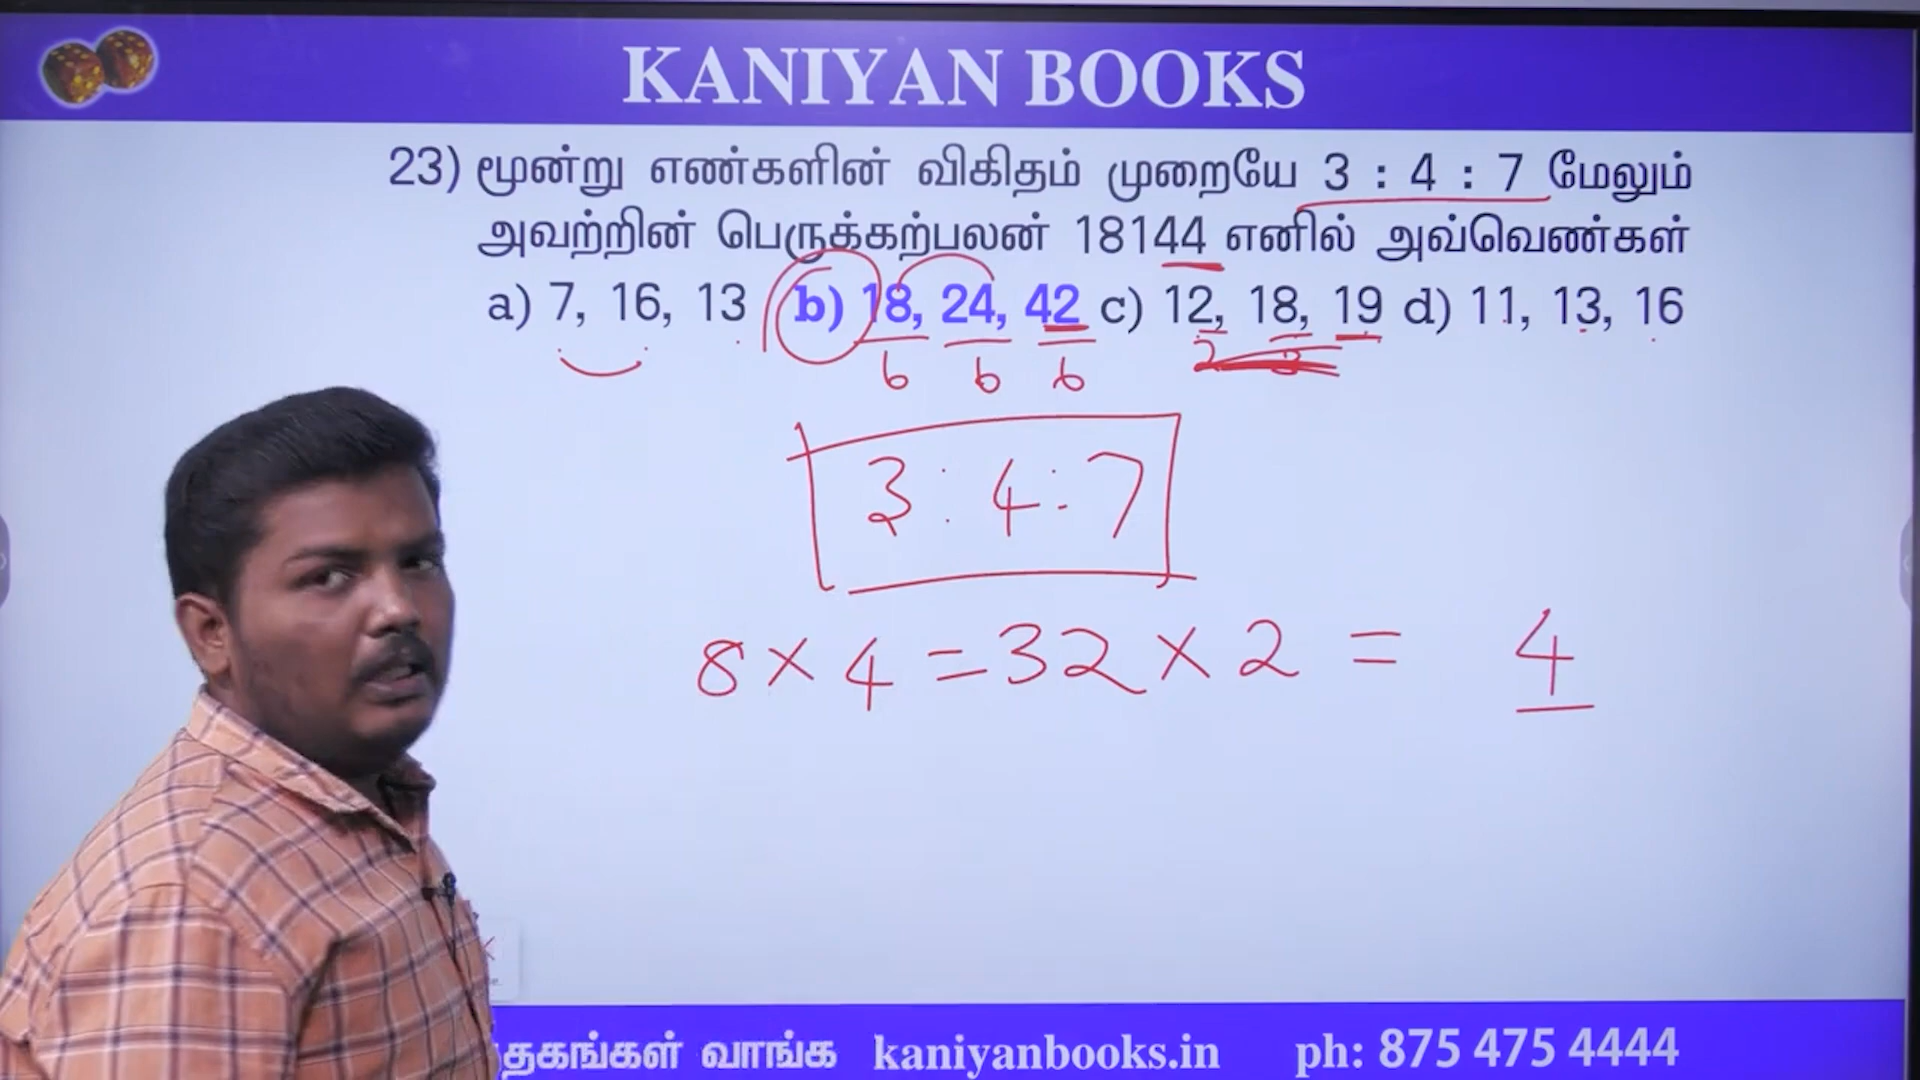 KANIYAN BOOKS
23) மூன்று எண்களின் விகிதம் முறையே 3 : 4 : 7 மேலும்
அவற்றின் பெருக்கற்பலன் 18144 எனில் அவ்வெண்கள்
a) 7, 16, 13 b) 18, 24, 42 c) 12, 18, 19 d) 11, 13, 16
6 6 6 2 3
3 : 4 : 7
8 × 4 = 32 × 2 = 4
வாங்க kaniyanbooks.in ph: 875 475 4444